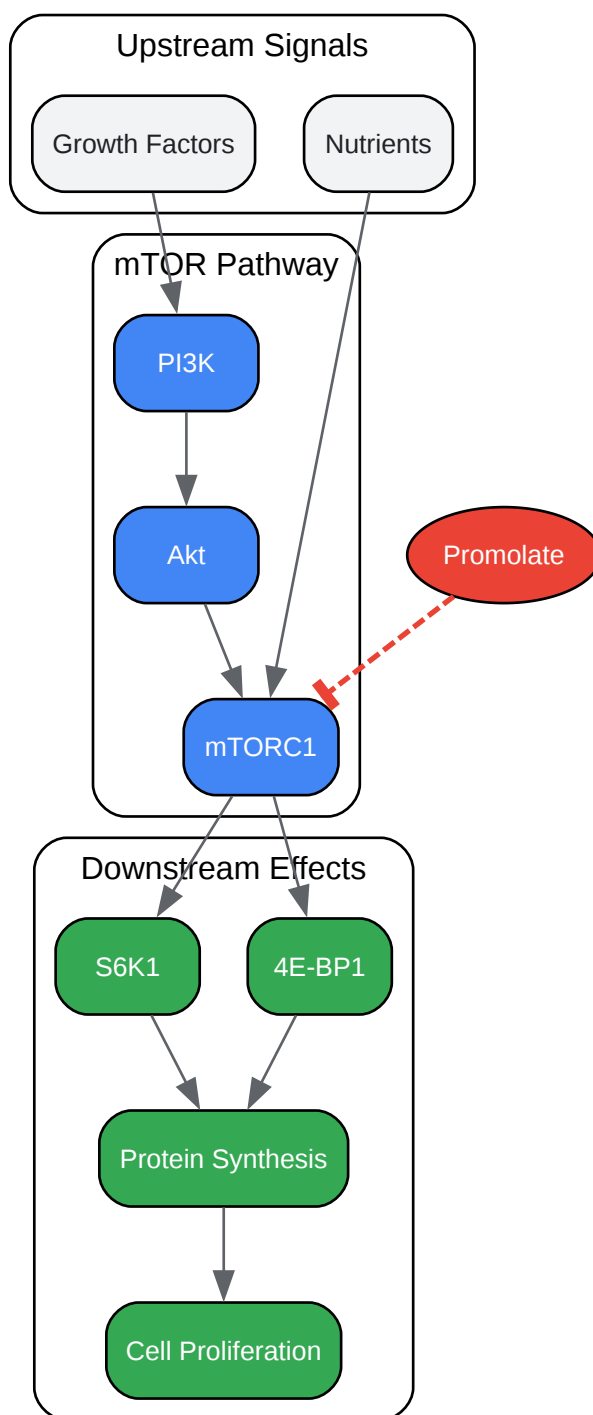 Upstream Signals
Growth Factors
Nutrients
mTOR Pathway
PI3K
Akt
Promolate
mTORC1
Downstream Effects
S6K1
4E-BP1
Protein Synthesis
Cell Proliferation